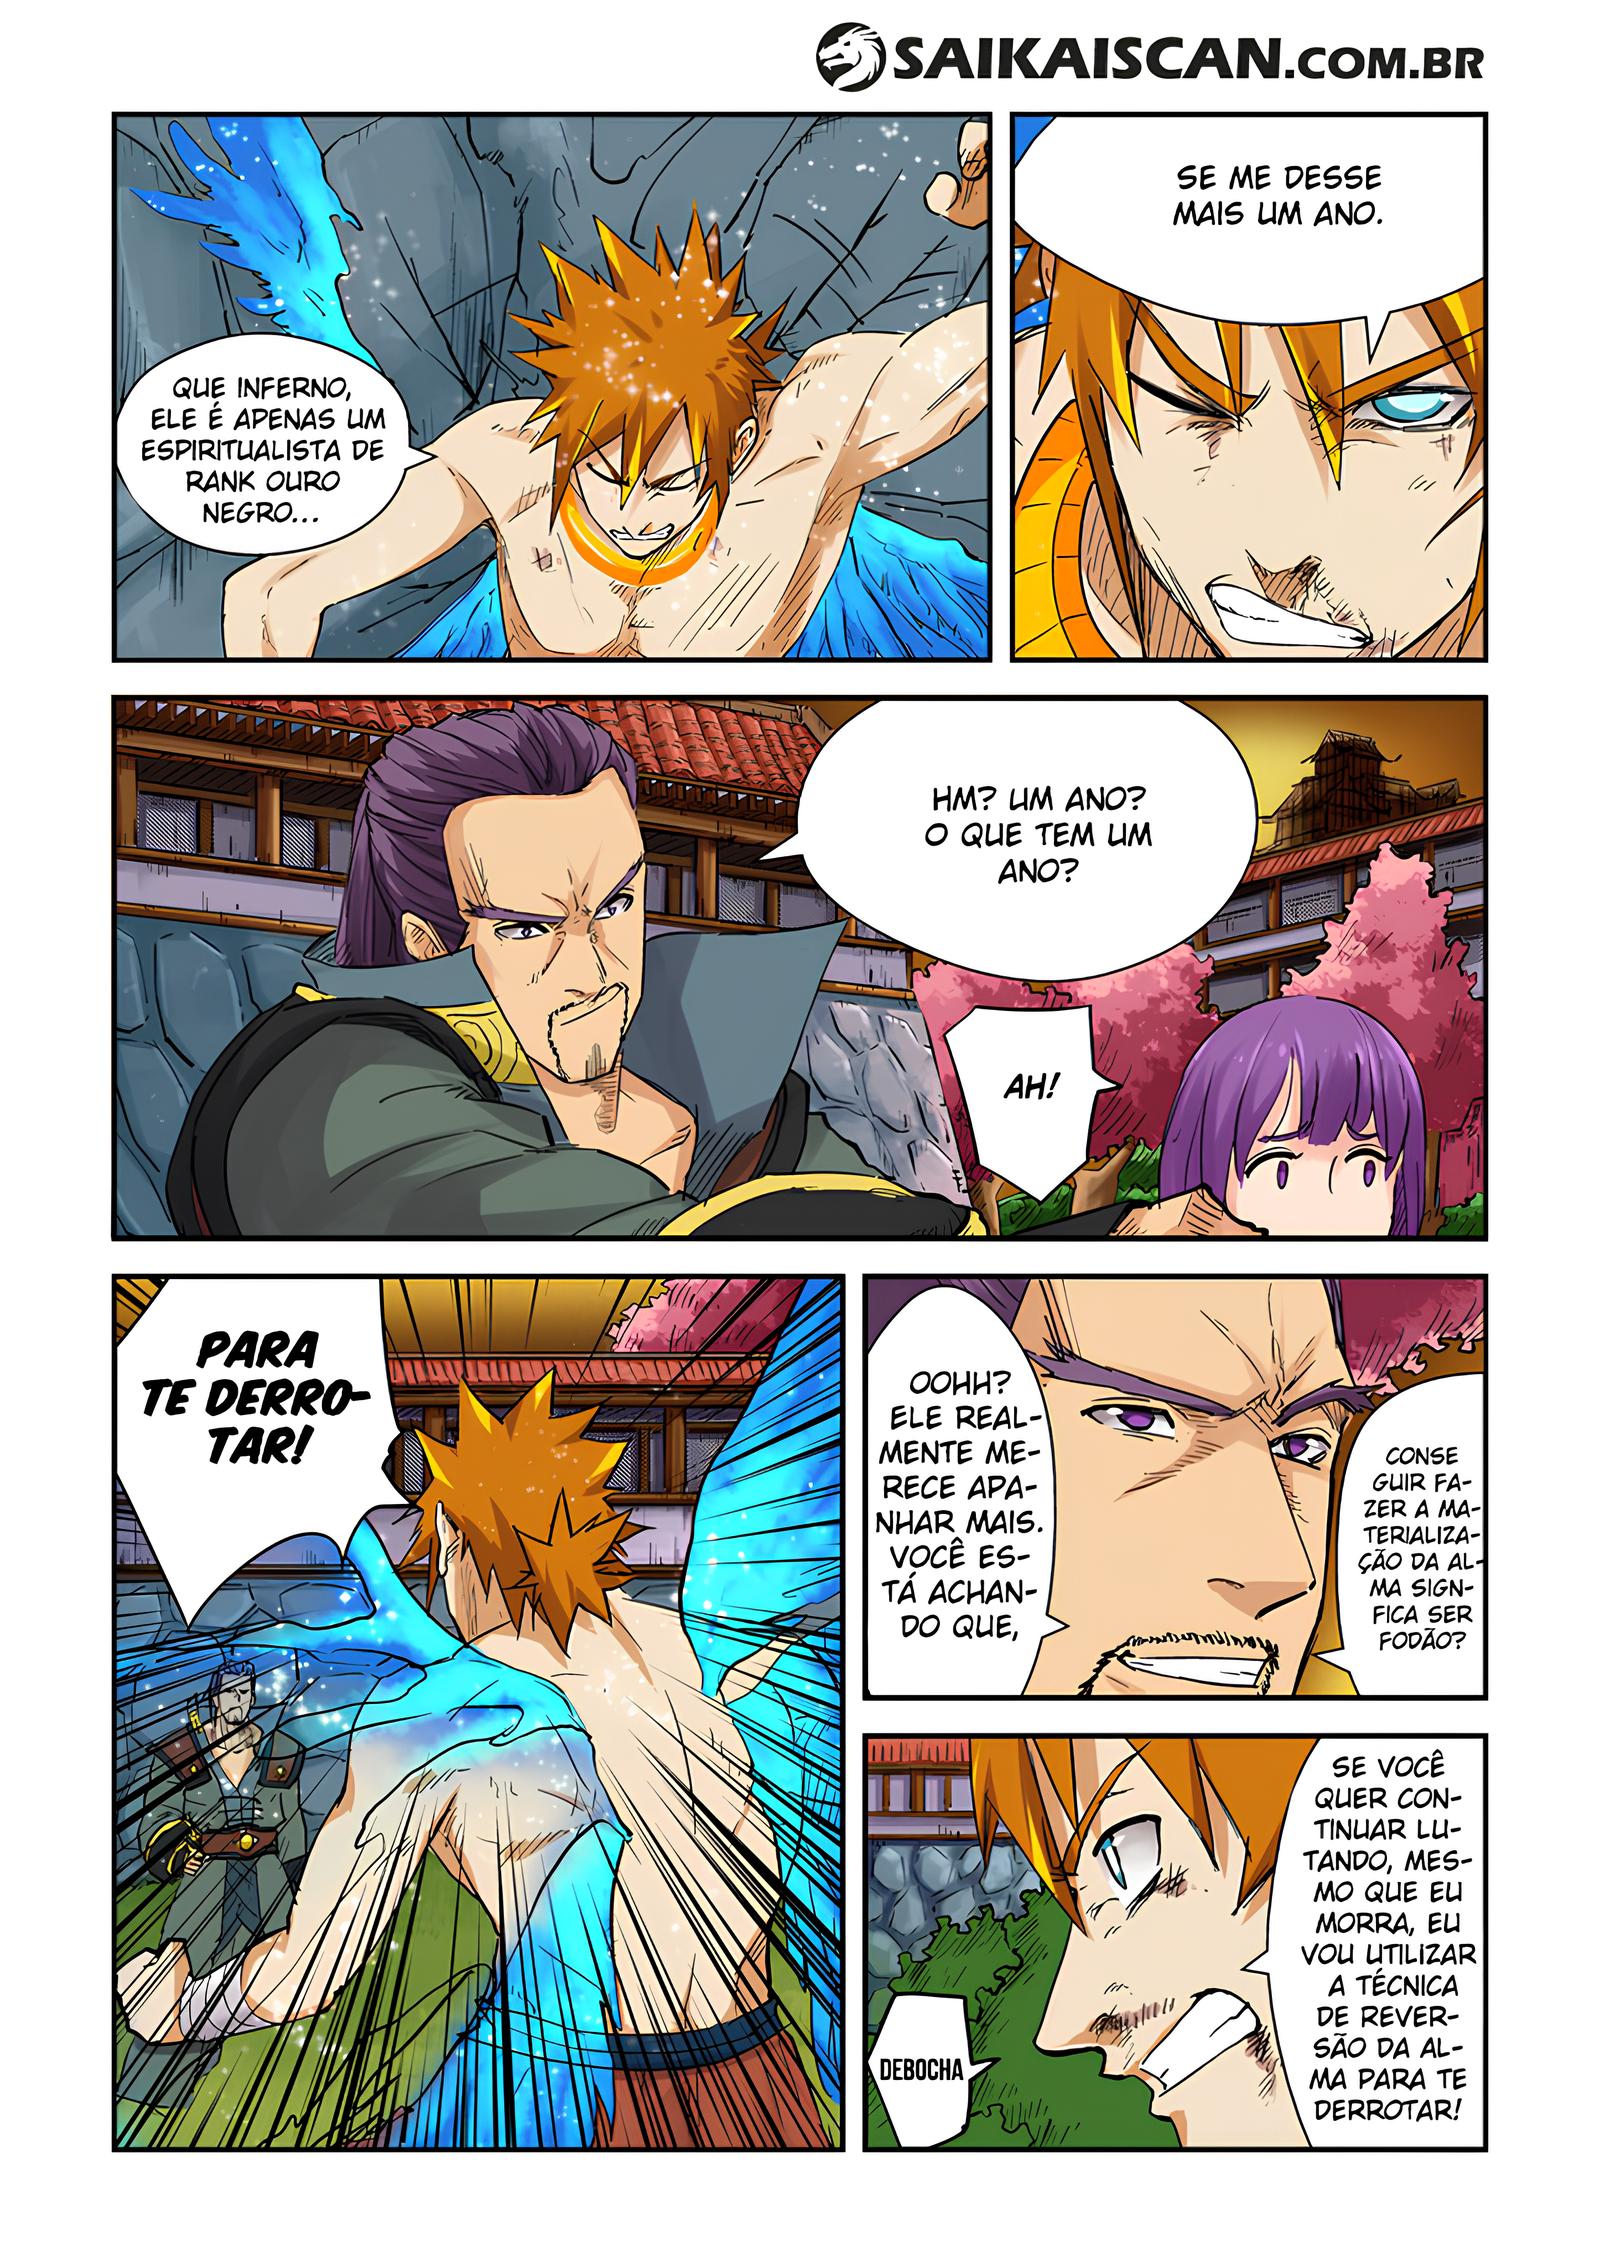 SAIKAISCAN.COM.BR
QUE INFERNO,
ELE É APENAS UM
ESPIRITUALISTA DE
RANK OURO
NEGRO...
SE ME DESSE
MAIS UM ANO.
HM? UM ANO?
O QUE TEM UM
ANO?
AH!
PARA
TE DERRO-
TAR!
OOHH?
ELE REAL-
MENTE ME-
RECE APA-
NHAR MAIS.
VOCÊ ES-
TÁ ACHAN-
DO QUE,
CONSE
GUIR FA-
ZER A MA-
TERIALIZA-
ÇÃO DA AL-
MA SIGN-
FICA SER
FODÃO?
SE VOCÊ
QUER CON-
TINUAR LU-
TANDO, MES-
MO QUE EU
MORRA, EU
VOU UTILIZAR
A TÉCNICA
DE REVER-
SÃO DA AL-
MA PARA TE
DERROTAR!
DEBOCHA